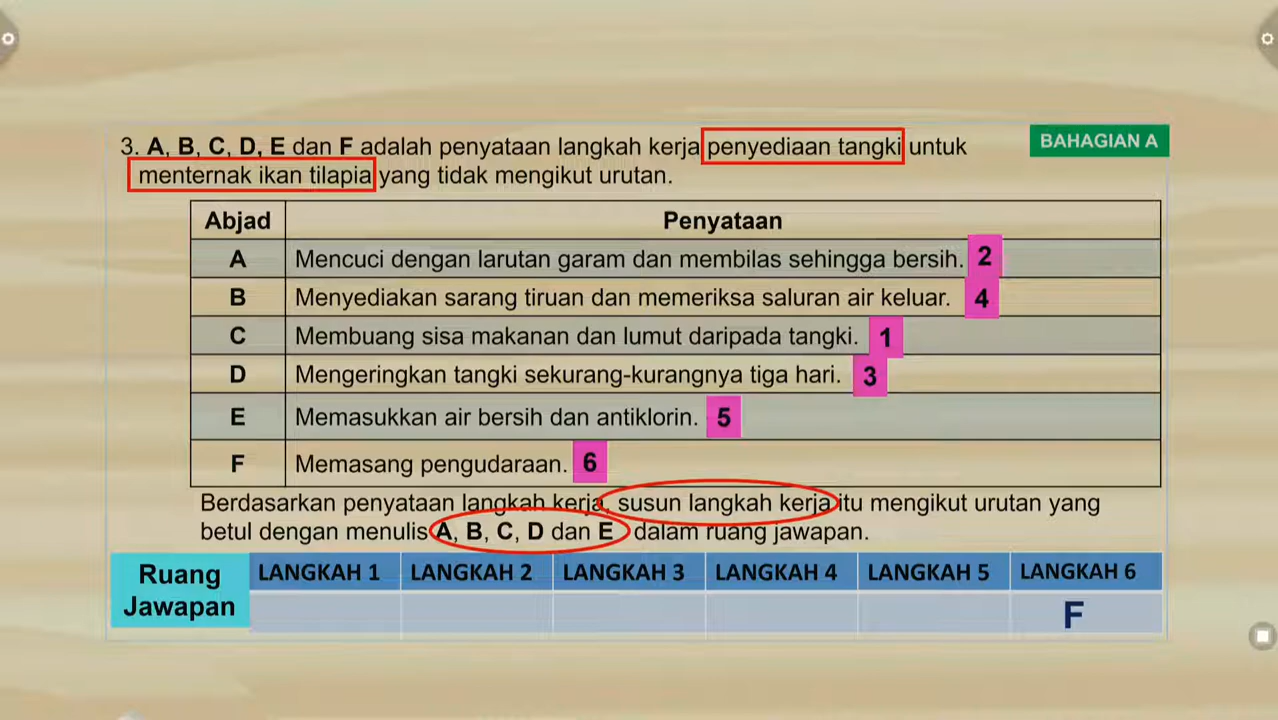 3. A, B, C, D, E dan F adalah penyataan langkah kerja penyediaan tangki untuk
BAHAGIAN A
menternak ikan tilapia yang tidak mengikut urutan.
Abjad Penyataan
A Mencuci dengan larutan garam dan membilas sehingga bersih. 2
B Menyediakan sarang tiruan dan memeriksa saluran air keluar. 4
C Membuang sisa makanan dan lumut daripada tangki. 1
D Mengeringkan tangki sekurang-kurangnya tiga hari. 3
E Memasukkan air bersih dan antiklorin. 5
F Memasang pengudaraan. 6
Berdasarkan penyataan langkah kerja, susun langkah kerja itu mengikut urutan yang
betul dengan menulis A, B, C, D dan E dalam ruang jawapan.
Ruang
Jawapan
LANGKAH 1 LANGKAH 2 LANGKAH 3 LANGKAH 4 LANGKAH 5 LANGKAH 6
F